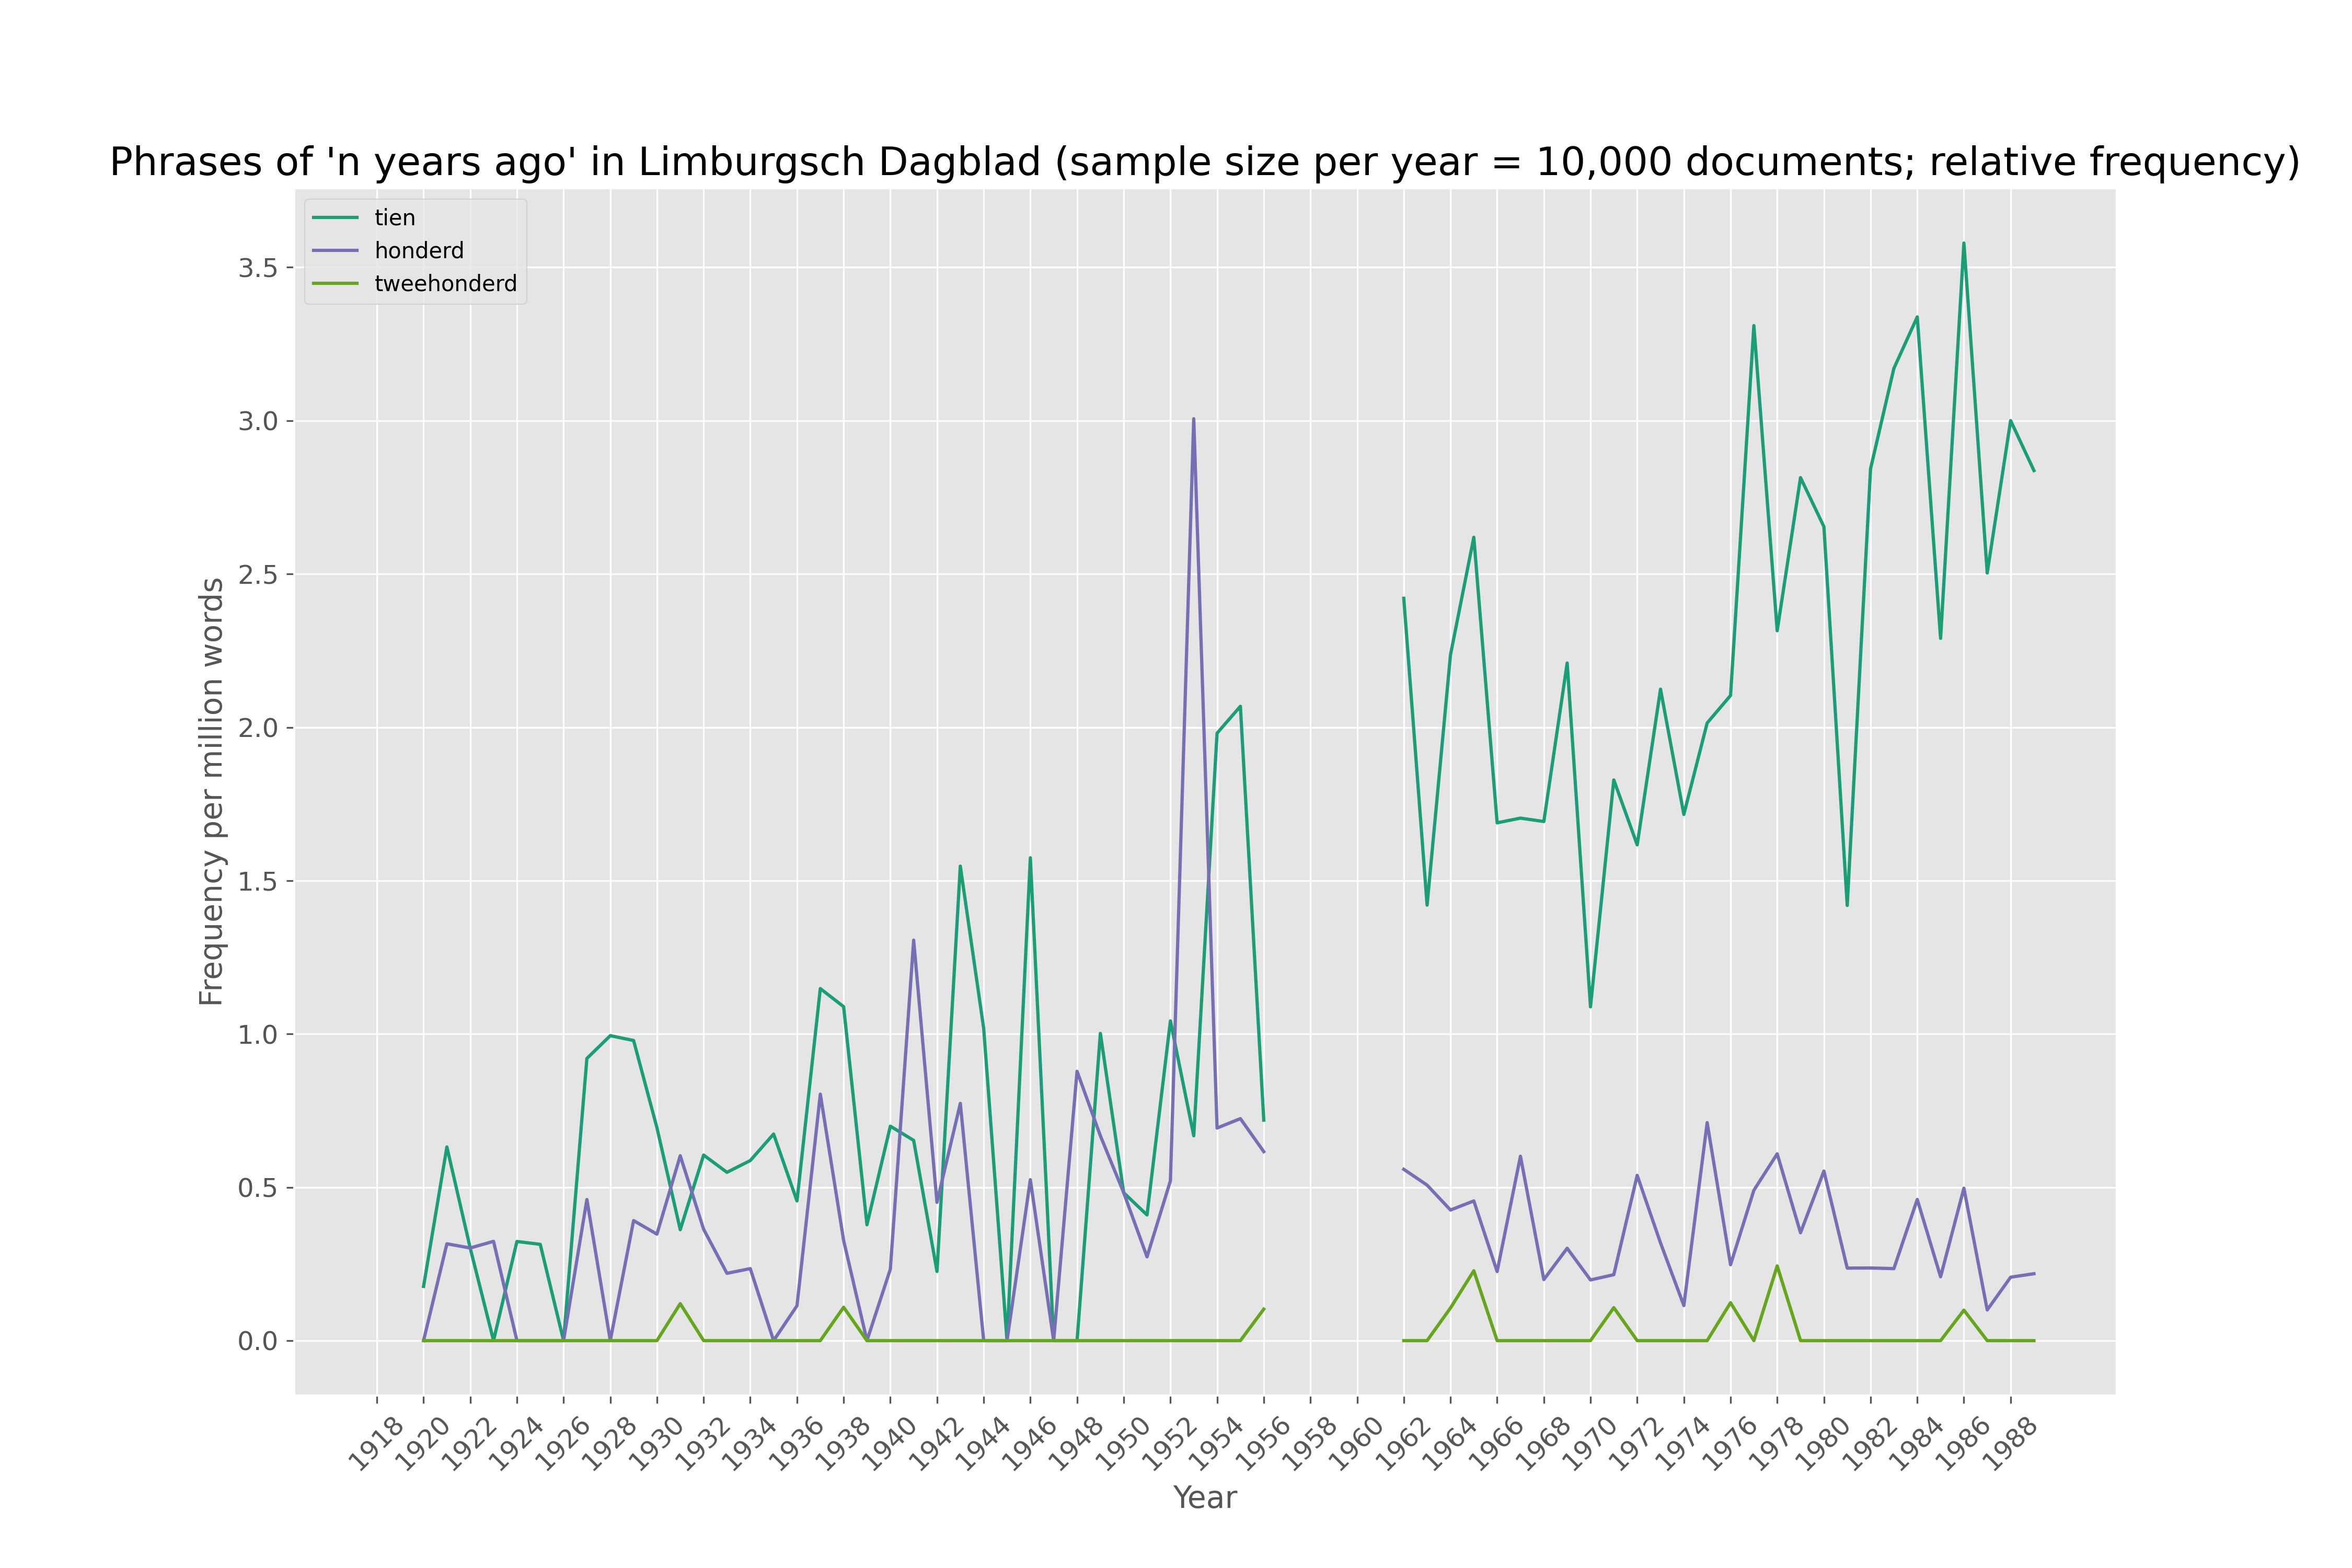 Phrases of 'n years ago' in Limburgsch Dagblad (sample size per year = 10,000 documents; relative frequency)
tien
honderd
tweehonderd
3.5
3.0
2.5
2.0
1.5
1.0
0.5
0.0
Frequency per million words
1918 1920 1922 1924 1926 1928 1930 1932 1934 1936 1938 1940 1942 1944 1946 1948 1950 1952 1954 1956 1958 1960 1962 1964 1966 1968 1970 1972 1974 1976 1978 1980 1982 1984 1986 1988
Year